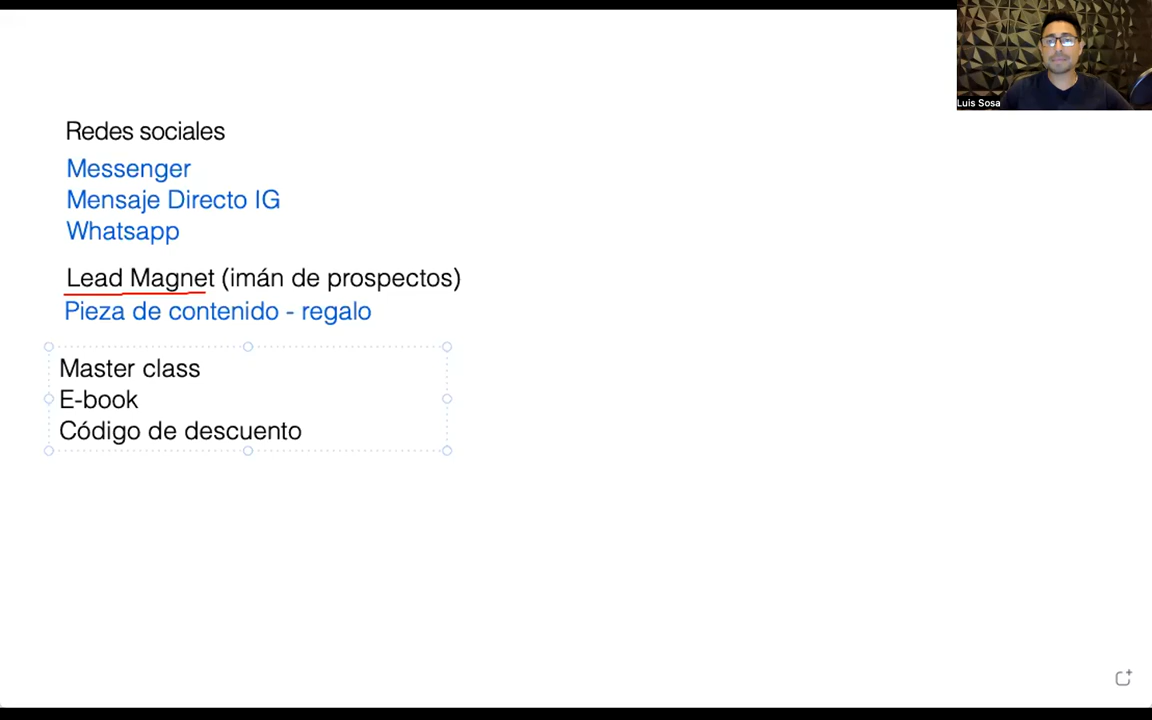 Luis Sosa
Redes sociales
Messenger
Mensaje Directo IG
Whatsapp
Lead Magnet (imán de prospectos)
Pieza de contenido - regalo
Master class
E-book
Código de descuento